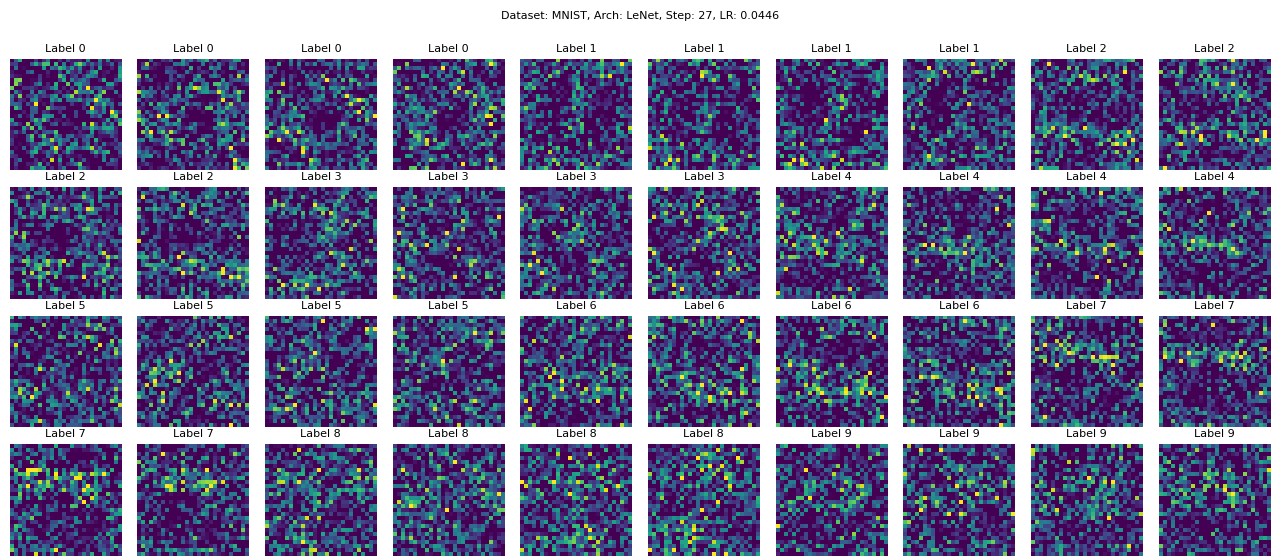 Dataset: MNIST, Arch: LeNet, Step: 27, LR: 0.0446
Label 0 Label 0 Label 0 Label 0 Label 1 Label 1 Label 1 Label 1 Label 2 Label 2
Label 2 Label 2 Label 3 Label 3 Label 3 Label 3 Label 4 Label 4 Label 4 Label 4
Label 5 Label 5 Label 5 Label 5 Label 6 Label 6 Label 6 Label 6 Label 7 Label 7
Label 7 Label 7 Label 8 Label 8 Label 8 Label 8 Label 9 Label 9 Label 9 Label 9